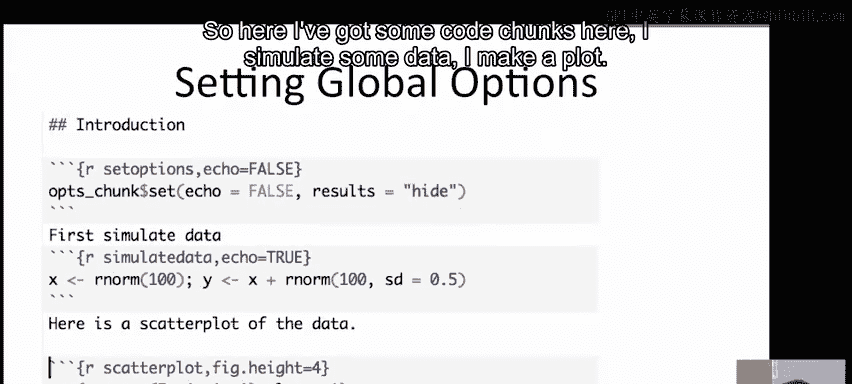 So here I've got some code chunks here, I
simulate some data, I make a plot.
Setting Global Options
## Introduction
```{r setoptions,echo=FALSE}
opts_chunk$set(echo = FALSE, results = "hide")
```
First simulate data
```{r simulatedata,echo=TRUE}
x <- rnorm(100); y <- x + rnorm(100, sd = 0.5)
```
Here is a scatterplot of the data.
```{r scatterplot,fig.height=4}